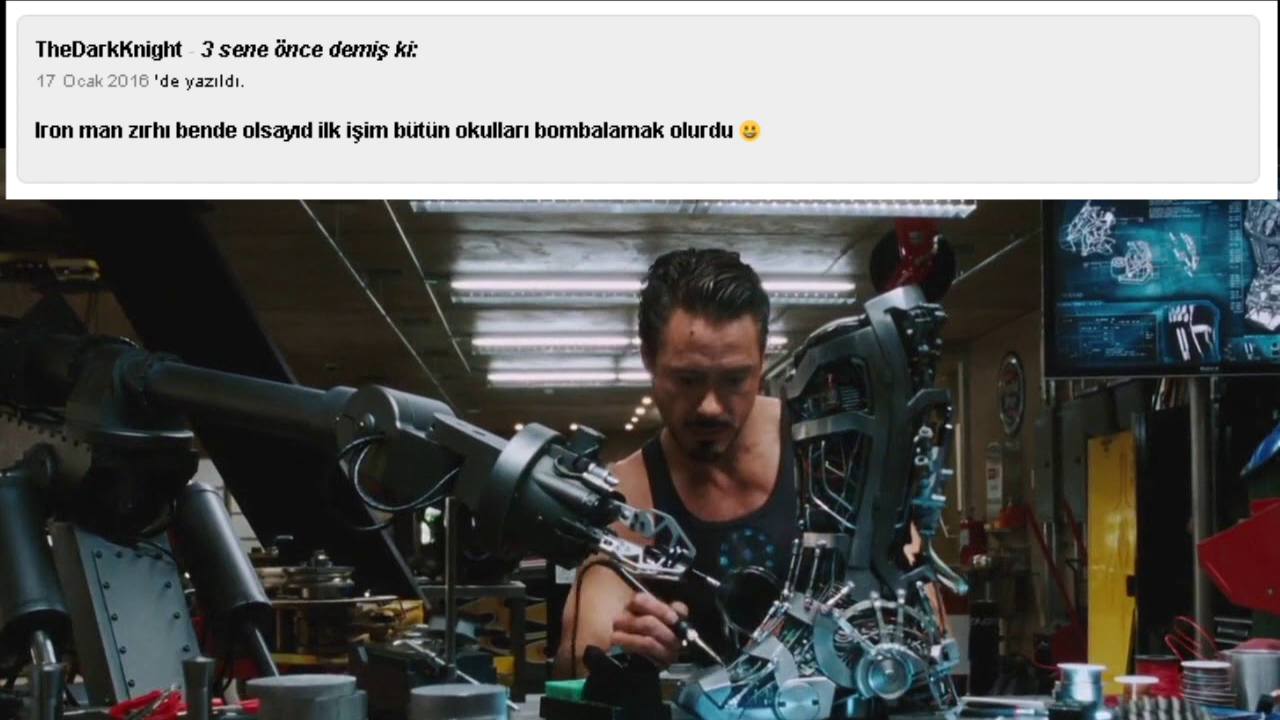 TheDarkKnight - 3 sene önce demiş ki:
17 Ocak 2016 'de yazıldı.
Iron man zırhı bende olsayıd ilk işim bütün okulları bombalamak olurdu 😀